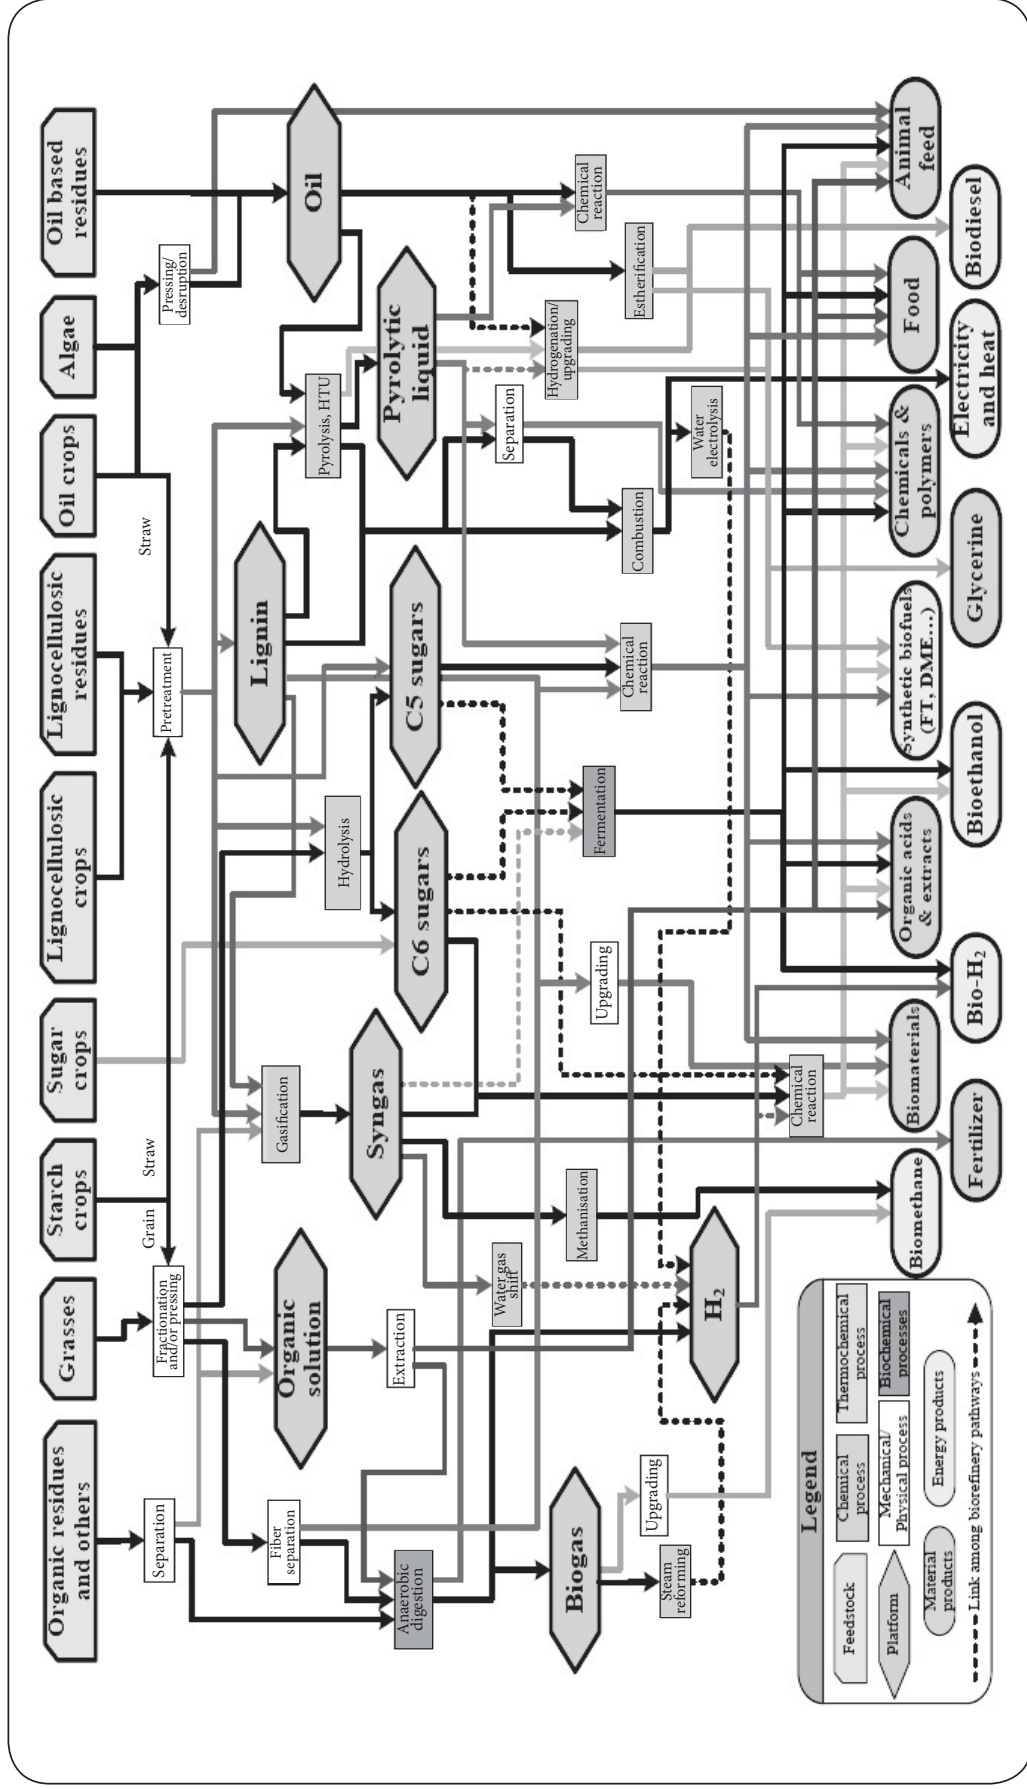 Organic residues
and others
Grasses
Starch
crops
Sugar
crops
Lignocellulosic
crops
Lignocellulosic
residues
Oil crops
Algae
Oil based
residues
Grain
Straw
Straw
Separation
Fractionation
and/or pressing
Pretreatment
Pressing/
desruption
Fiber
separation
Organic
solution
Gasification
Hydrolysis
Lignin
Pyrolysis, HTU
Oil
Anaerobic
digestion
Extraction
Syngas
C6 sugars
C5 sugars
Pyrolytic
liquid
Separation
Water gas
shift
Methanisation
Upgrading
Fermentation
Chemical
reaction
Combustion
Hydrogenation/
upgrading
Estherification
Chemical
reaction
Biogas
Steam
reforming
Upgrading
H₂
Water
electrolysis
Chemical
reaction
Biomethane
Fertilizer
Biomaterials
Bio-H₂
Organic acids
& extracts
Bioethanol
Synthetic biofuels
(FT, DME...)
Glycerine
Chemicals &
polymers
Electricity
and heat
Food
Biodiesel
Animal
feed
Legend
Feedstock
Chemical
process
Thermochemical
process
Platform
Mechanical/
Physical process
Biochemical
processes
Material
products
Energy products
Link among biorefinery pathways